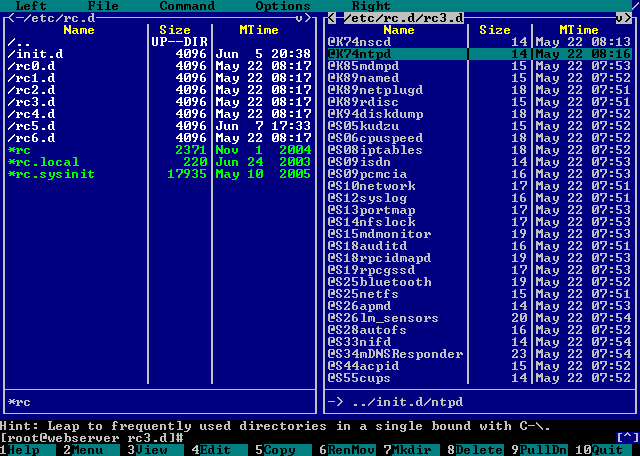 Left File Command Options Right
<-/etc/rc.d v> < /etc/rc.d/rc3.d v>
Name Size MTime Name Size MTime
/.. UP--DIR @K74nscd 14 May 22 08:13
/init.d 4096 Jun 5 20:38 @K74ntpd 14 May 22 08:16
/rc0.d 4096 May 22 08:17 @K85mdmpd 15 May 22 07:53
/rc1.d 4096 May 22 08:17 @K89named 15 May 22 07:52
/rc2.d 4096 May 22 08:17 @K89netplugd 18 May 22 07:51
/rc3.d 4096 May 22 08:17 @K89rdisc 15 May 22 07:51
/rc4.d 4096 May 22 08:17 @K94diskdump 18 May 22 07:52
/rc5.d 4096 Jun 7 17:33 @S05kudzu 15 May 22 07:53
/rc6.d 4096 May 22 08:17 @S06cpuspeed 18 May 22 07:52
*rc 2371 Nov 1 2004 @S08iptables 18 May 22 07:52
*rc.local 220 Jun 24 2003 @S09isdn 14 May 22 07:53
*rc.sysinit 17935 May 10 2005 @S09pcmcia 16 May 22 07:53
@S10network 17 May 22 07:51
@S12syslog 16 May 22 07:51
@S13portmap 17 May 22 07:53
@S14nfslock 17 May 22 07:53
@S15mdmonitor 19 May 22 07:53
@S18auditd 16 May 22 07:51
@S18rpcidmapd 19 May 22 07:53
@S19rpcgssd 17 May 22 07:53
@S25bluetooth 19 May 22 07:52
@S25netfs 15 May 22 07:51
@S26apmd 14 May 22 07:53
@S26lm_sensors 20 May 22 07:54
@S28autofs 16 May 22 07:52
@S33nifd 14 May 22 07:54
@S34mDNSResponder 23 May 22 07:54
@S44acpid 15 May 22 07:51
@S55cups 14 May 22 07:52
*rc -> ../init.d/ntpd
Hint: Leap to frequently used directories in a single bound with C-\.
[root@webserver rc3.d]# [^]
1Help 2Menu 3View 4Edit 5Copy 6RenMov 7Mkdir 8Delete 9PullDn 10Quit